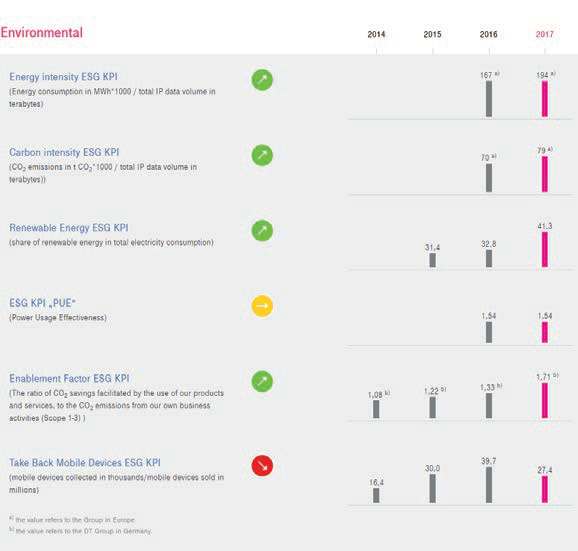 Environmental 2014 2015 2016 2017
Energy intensity ESG KPI
(Energy consumption in MWh*1000 / total IP data volume in
terabytes)
167 a) 194 a)
Carbon intensity ESG KPI
(CO2 emissions in t CO2*1000 / total IP data volume in
terabytes))
70 a) 79 a)
Renewable Energy ESG KPI
(share of renewable energy in total electricity consumption)
31,4 32,8 41,3
ESG KPI „PUE“
(Power Usage Effectiveness)
1,54 1,54
Enablement Factor ESG KPI
(The ratio of CO2 savings facilitated by the use of our products
and services, to the CO2 emissions from our own business
activities (Scope 1-3) )
1,08 b) 1,22 b) 1,33 b) 1,71 b)
Take Back Mobile Devices ESG KPI
(mobile devices collected in thousands/mobile devices sold in
millions)
16,4 30,0 39,7 27,4
a) the value refers to the Group in Europe.
b) the value refers to the DT Group in Germany.